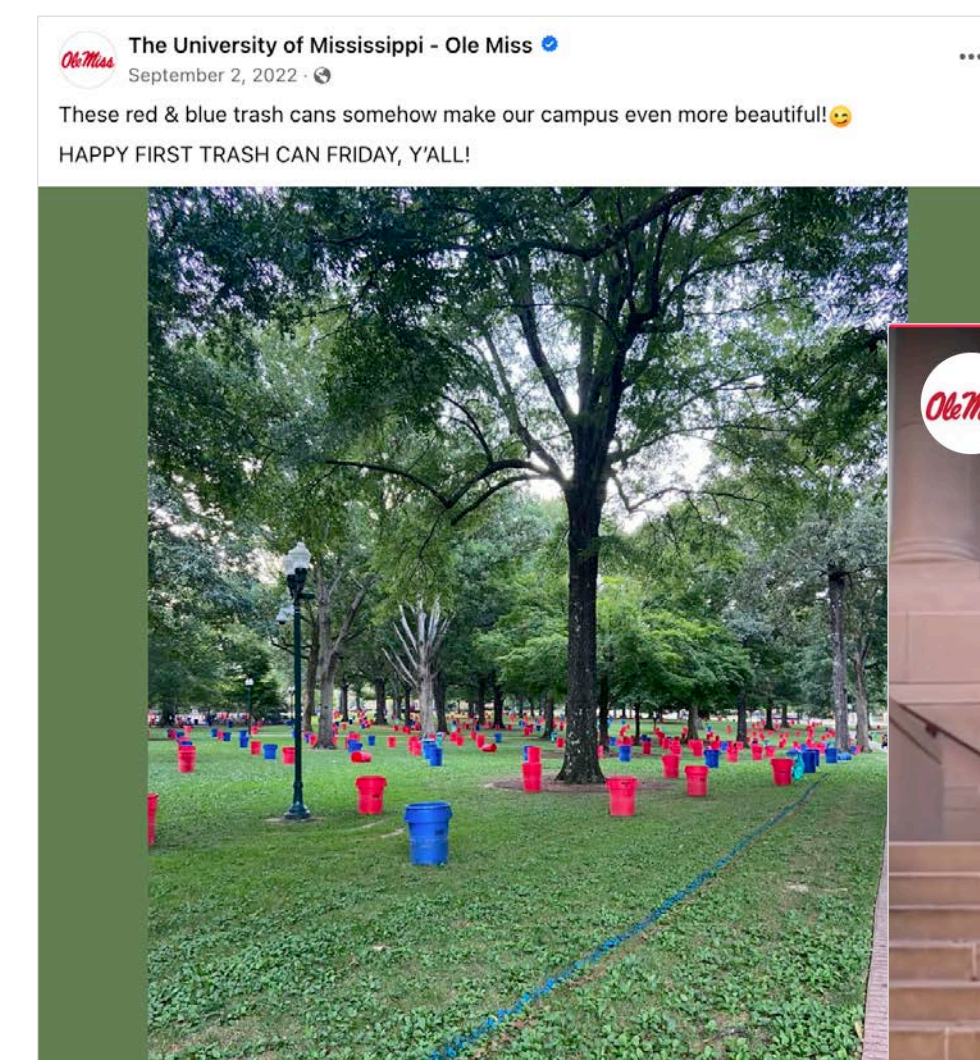 Ole Miss
The University of Mississippi - Ole Miss
September 2, 2022 ·
These red & blue trash cans somehow make our campus even more beautiful!😉
HAPPY FIRST TRASH CAN FRIDAY, Y'ALL!
Ole M